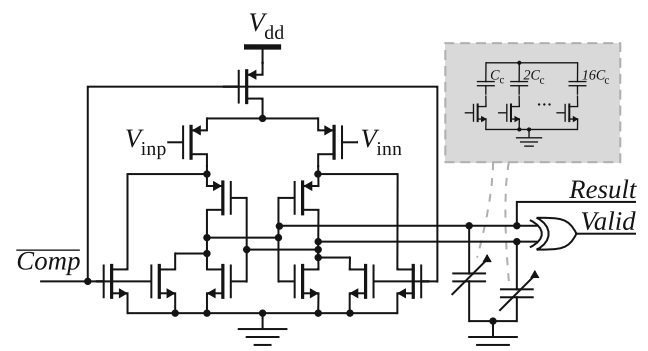 Vdd
Cc 2Cc 16Cc
...
Vinp Vinn
Result
Valid
Comp